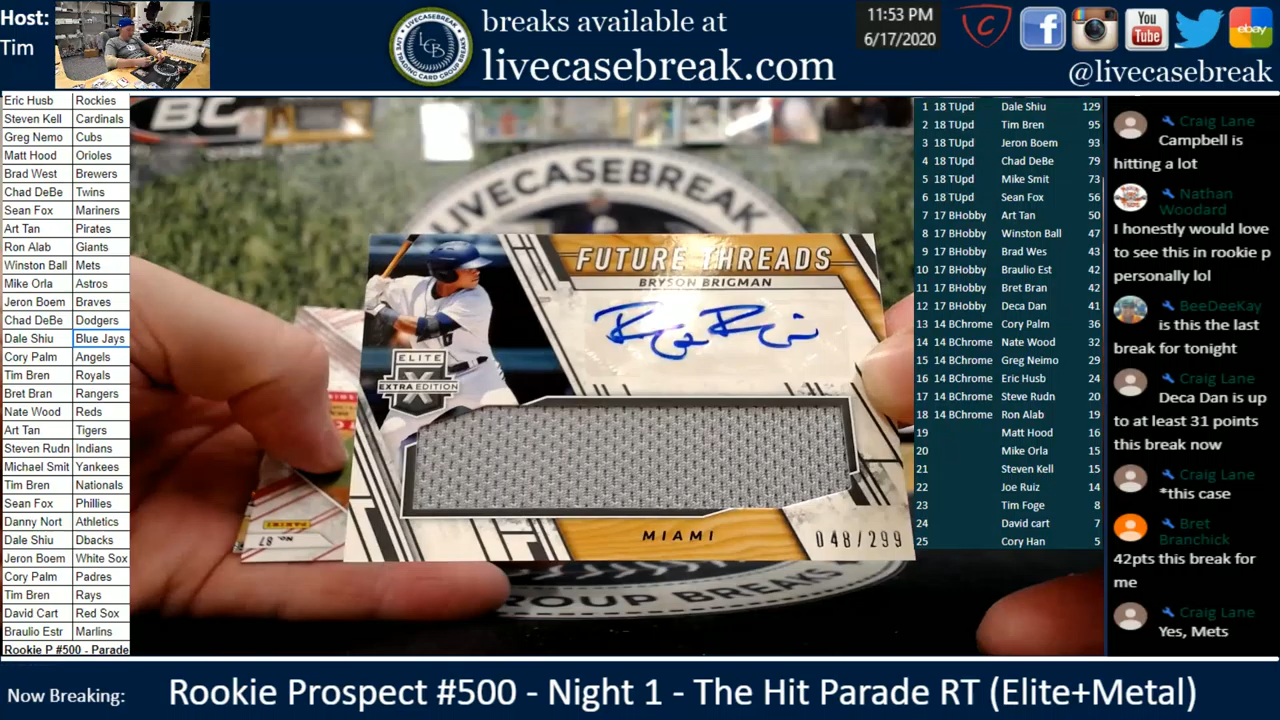 Host:
Tim
breaks available at
livecasebreak.com
11:53 PM
6/17/2020
You
Tube
ebay
@livecasebreak
LIVECASEBREAK
LCB
LIVE TRADING CARD GROUP BREAKS
Eric Husb Rockies
Steven Kell Cardinals
Greg Nemo Cubs
Matt Hood Orioles
Brad West Brewers
Chad DeBe Twins
Sean Fox Mariners
Art Tan Pirates
Ron Alab Giants
Winston Ball Mets
Mike Orla Astros
Jeron Boem Braves
Chad DeBe Dodgers
Dale Shiu Blue Jays
Cory Palm Angels
Tim Bren Royals
Bret Bran Rangers
Nate Wood Reds
Art Tan Tigers
Steven Rudn Indians
Michael Smit Yankees
Tim Bren Nationals
Sean Fox Phillies
Danny Nort Athletics
Dale Shiu Dbacks
Jeron Boem White Sox
Cory Palm Padres
Tim Bren Rays
David Cart Red Sox
Braulio Estr Marlins
Rookie P #500 - Parade
BC
LIVECASEBREAK
FUTURE THREADS
BRYSON BRIGMAN
ELITE
EXTRA EDITION
MIAMI
048/299
No. 87
PANINI
GROUP BREAKS
1 18 TUpd Dale Shiu 129
2 18 TUpd Tim Bren 95
3 18 TUpd Jeron Boem 93
4 18 TUpd Chad DeBe 79
5 18 TUpd Mike Smit 73
6 18 TUpd Sean Fox 56
7 17 BHobby Art Tan 50
8 17 BHobby Winston Ball 47
9 17 BHobby Brad Wes 43
10 17 BHobby Braulio Est 42
11 17 BHobby Bret Bran 42
12 17 BHobby Deca Dan 41
13 14 BChrome Cory Palm 36
14 14 BChrome Nate Wood 32
15 14 BChrome Greg Neimo 29
16 14 BChrome Eric Husb 24
17 14 BChrome Steve Rudn 20
18 14 BChrome Ron Alab 19
19 Matt Hood 16
20 Mike Orla 15
21 Steven Kell 15
22 Joe Ruiz 14
23 Tim Foge 8
24 David cart 7
25 Cory Han 5
Craig Lane
Campbell is
hitting a lot
Nathan
Woodard
I honestly would love
to see this in rookie p
personally lol
BeeDeeKay
is this the last
break for tonight
Craig Lane
Deca Dan is up
to at least 31 points
this break now
Craig Lane
*this case
Bret
Branchick
42pts this break for
me
Craig Lane
Yes, Mets
Now Breaking:
Rookie Prospect #500 - Night 1 - The Hit Parade RT (Elite+Metal)